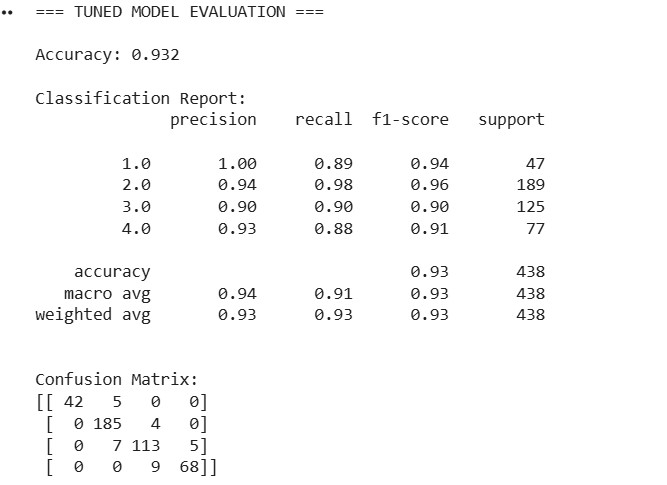 •• === TUNED MODEL EVALUATION ===
Accuracy: 0.932
Classification Report:
precision recall f1-score support
1.0 1.00 0.89 0.94 47
2.0 0.94 0.98 0.96 189
3.0 0.90 0.90 0.90 125
4.0 0.93 0.88 0.91 77
accuracy 0.93 438
macro avg 0.94 0.91 0.93 438
weighted avg 0.93 0.93 0.93 438
Confusion Matrix:
[[ 42 5 0 0]
[ 0 185 4 0]
[ 0 7 113 5]
[ 0 0 9 68]]